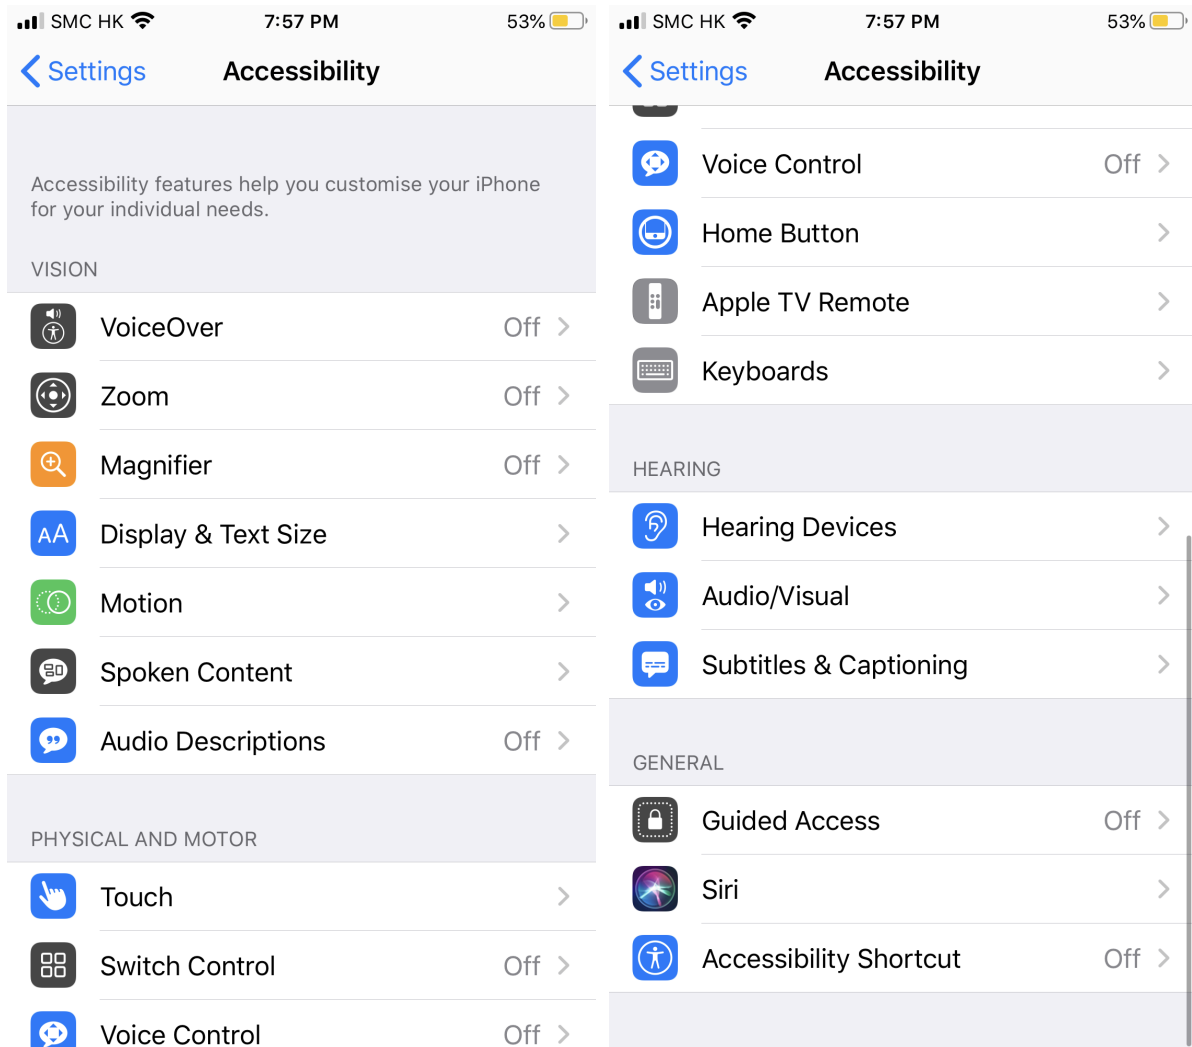 SMC HK 7:57 PM 53%
Settings Accessibility
Accessibility features help you customise your iPhone
for your individual needs.
VISION
VoiceOver Off
Zoom Off
Magnifier Off
AA Display & Text Size
Motion
Spoken Content
Audio Descriptions Off
PHYSICAL AND MOTOR
Touch
Switch Control Off
Voice Control Off
SMC HK 7:57 PM 53%
Settings Accessibility
Voice Control Off
Home Button
Apple TV Remote
Keyboards
HEARING
Hearing Devices
Audio/Visual
Subtitles & Captioning
GENERAL
Guided Access Off
Siri
Accessibility Shortcut Off